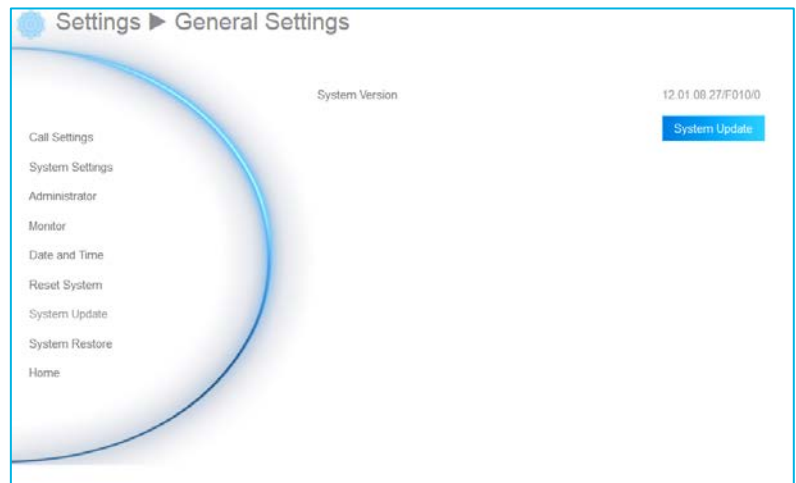 Settings ▶ General Settings
System Version 12.01.08.27/F010/0
System Update
Call Settings
System Settings
Administrator
Monitor
Date and Time
Reset System
System Update
System Restore
Home